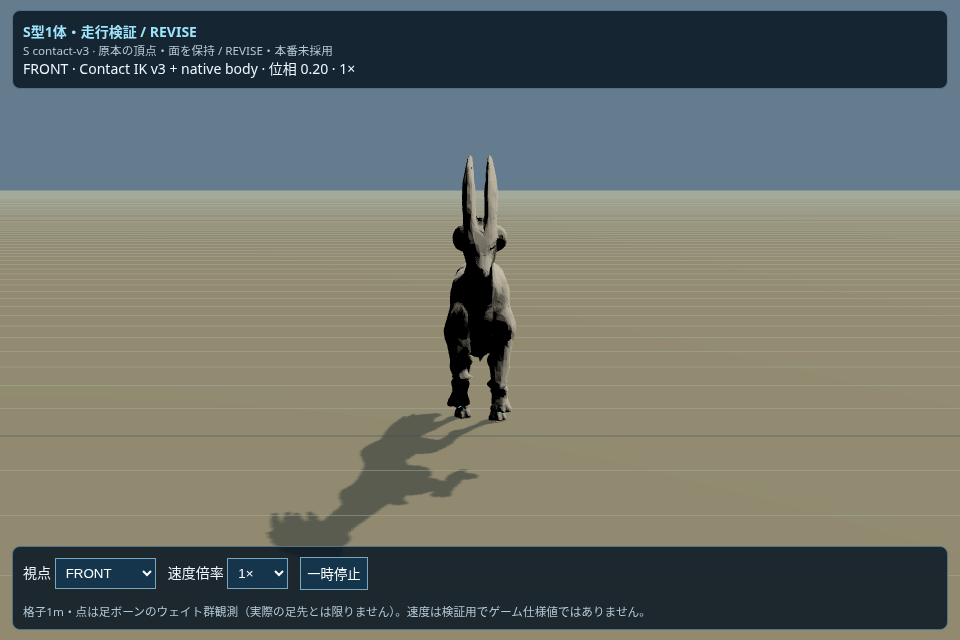 S型1体・走行検証 / REVISE
S contact-v3 · 原本の頂点・面を保持 / REVISE・本番未採用
FRONT · Contact IK v3 + native body · 位相 0.20 · 1×
視点 FRONT 速度倍率 1× 一時停止
格子1m・点は足ボーンのウェイト群観測（実際の足先とは限りません）。速度は検証用でゲーム仕様値ではありません。